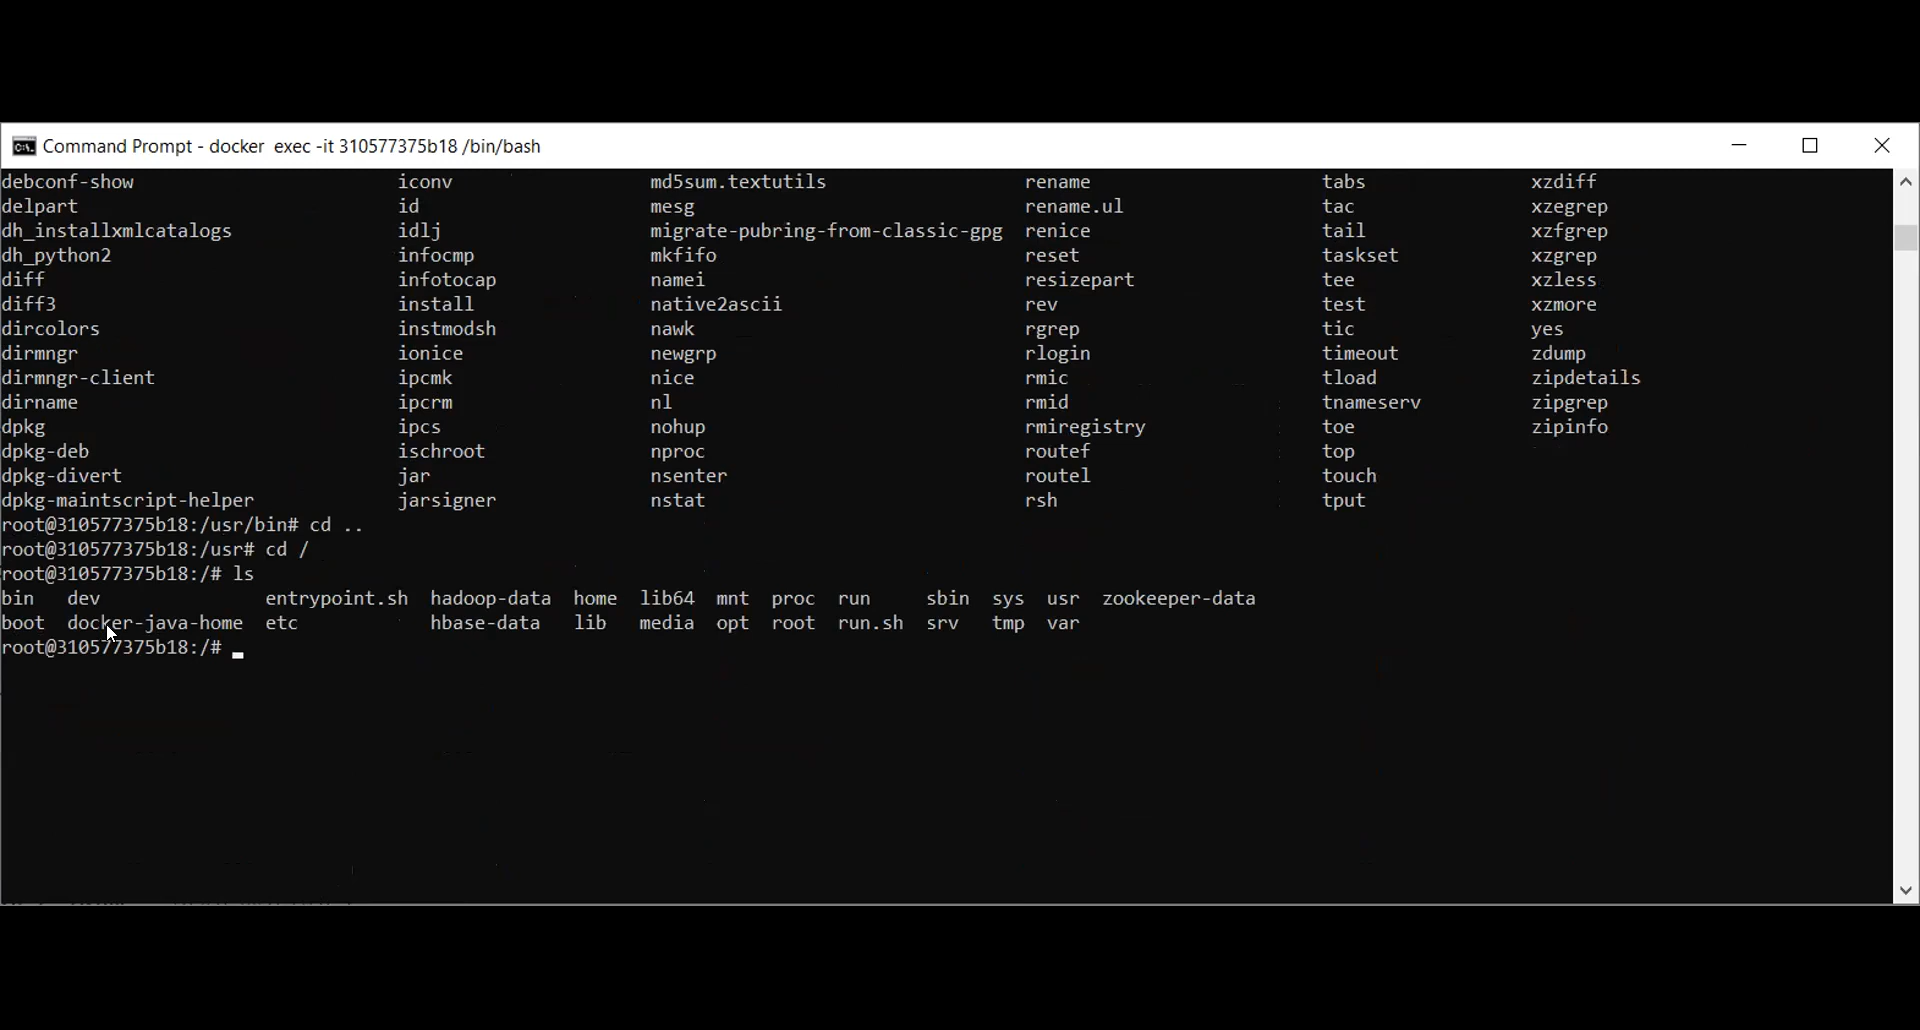 Command Prompt - docker  exec -it 310577375b18 /bin/bash
debconf-show iconv md5sum.textutils rename tabs xzdiff
delpart id mesg rename.ul tac xzegrep
dh_installxmlcatalogs idlj migrate-pubring-from-classic-gpg renice tail xzfgrep
dh_python2 infocmp mkfifo reset taskset xzgrep
diff infotocap namei resizepart tee xzless
diff3 install native2ascii rev test xzmore
dircolors instmodsh nawk rgrep tic yes
dirmngr ionice newgrp rlogin timeout zdump
dirmngr-client ipcmk nice rmic tload zipdetails
dirname ipcrm nl rmid tnameserv zipgrep
dpkg ipcs nohup rmiregistry toe zipinfo
dpkg-deb ischroot nproc routef top
dpkg-divert jar nsenter routel touch
dpkg-maintscript-helper jarsigner nstat rsh tput
root@310577375b18:/usr/bin# cd ..
root@310577375b18:/usr# cd /
root@310577375b18:/# ls
bin dev entrypoint.sh hadoop-data home lib64 mnt proc run sbin sys usr zookeeper-data
boot docker-java-home etc hbase-data lib media opt root run.sh srv tmp var
root@310577375b18:/#